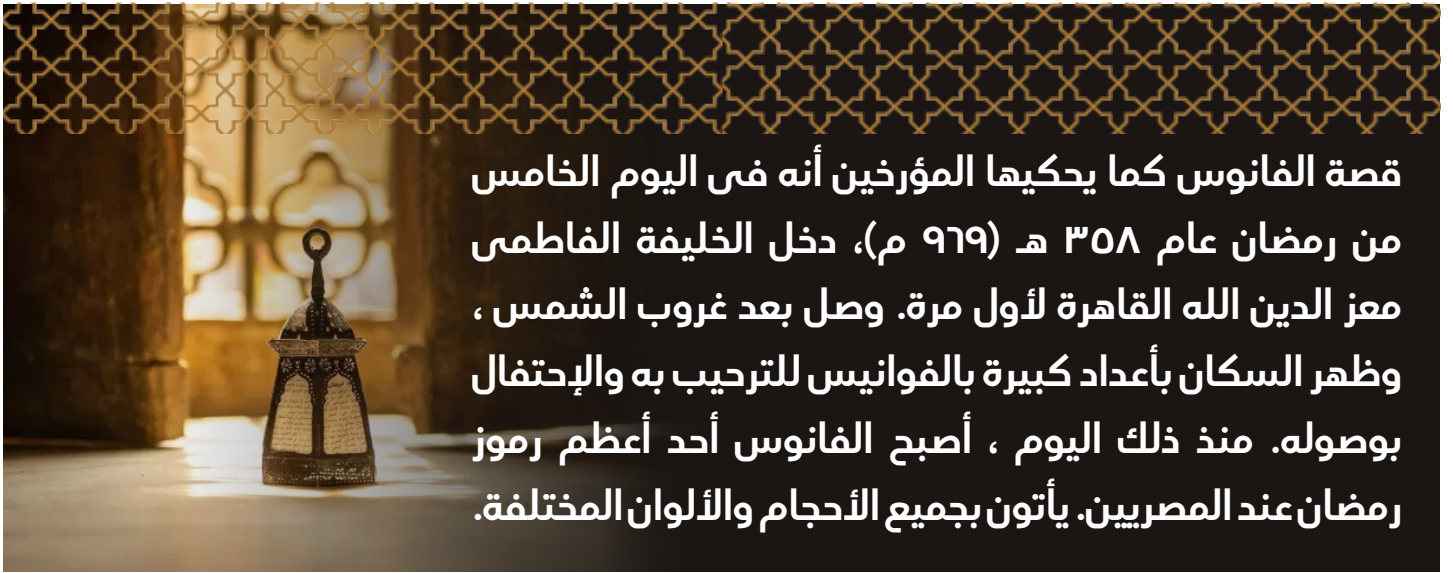 قصة الفانوس كما يحكيها المؤرخين أنه فى اليوم الخامس
من رمضان عام ٣٥٨ هـ (٩٦٩ م)، دخل الخليفة الفاطمى
معز الدين الله القاهرة لأول مرة. وصل بعد غروب الشمس ،
وظهر السكان بأعداد كبيرة بالفوانيس للترحيب به والإحتفال
بوصوله. منذ ذلك اليوم ، أصبح الفانوس أحد أعظم رموز
رمضان عند المصريين. يأتون بجميع الأحجام والألوان المختلفة.